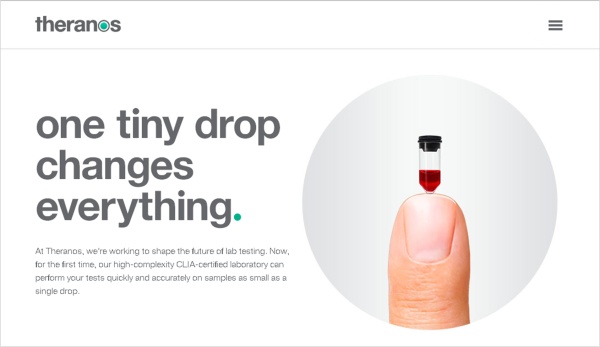 theranos
one tiny drop
changes
everything.
At Theranos, we're working to shape the future of lab testing. Now,
for the first time, our high-complexity CLIA-certified laboratory can
perform your tests quickly and accurately on samples as small as a
single drop.